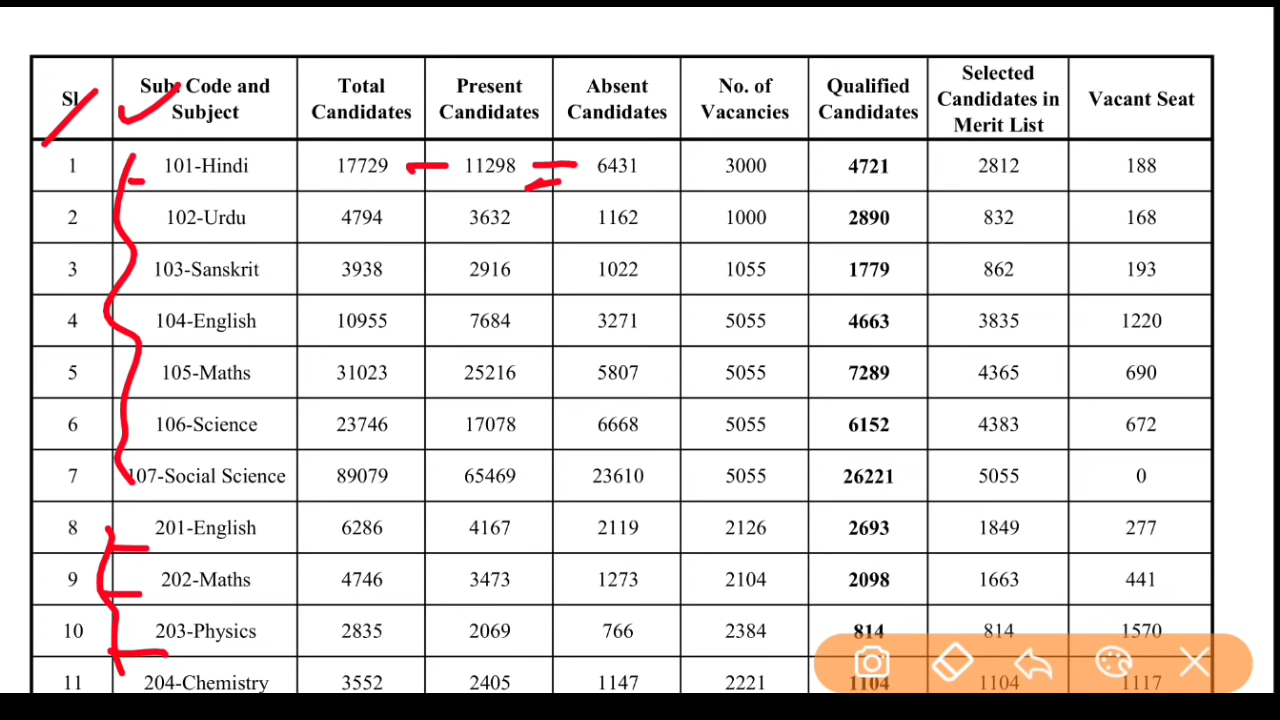 Sl Sub. Code and Subject Total Candidates Present Candidates Absent Candidates No. of Vacancies Qualified Candidates Selected Candidates in Merit List Vacant Seat
1 101-Hindi 17729 11298 6431 3000 4721 2812 188
2 102-Urdu 4794 3632 1162 1000 2890 832 168
3 103-Sanskrit 3938 2916 1022 1055 1779 862 193
4 104-English 10955 7684 3271 5055 4663 3835 1220
5 105-Maths 31023 25216 5807 5055 7289 4365 690
6 106-Science 23746 17078 6668 5055 6152 4383 672
7 107-Social Science 89079 65469 23610 5055 26221 5055 0
8 201-English 6286 4167 2119 2126 2693 1849 277
9 202-Maths 4746 3473 1273 2104 2098 1663 441
10 203-Physics 2835 2069 766 2384 814 814 1570
11 204-Chemistry 3552 2405 1147 2221 1104 1104 1117